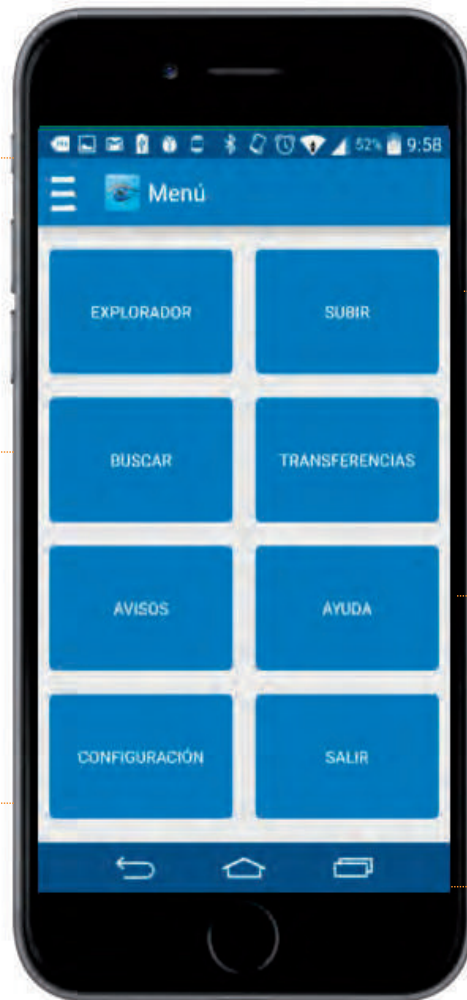 52% 9:58
Menú
EXPLORADOR SUBIR
BUSCAR TRANSFERENCIAS
AVISOS AYUDA
CONFIGURACIÓN SALIR